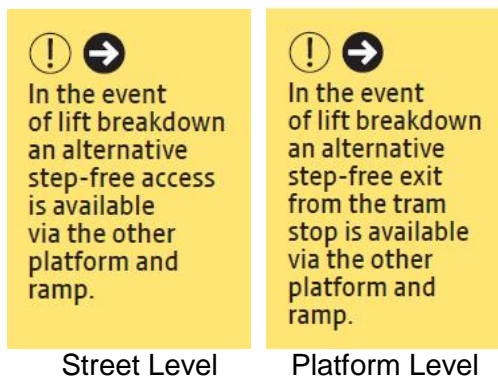 In the event
of lift breakdown
an alternative
step-free access
is available
via the other
platform and
ramp.
In the event
of lift breakdown
an alternative
step-free exit
from the tram
stop is available
via the other
platform and
ramp.
Street Level
Platform Level